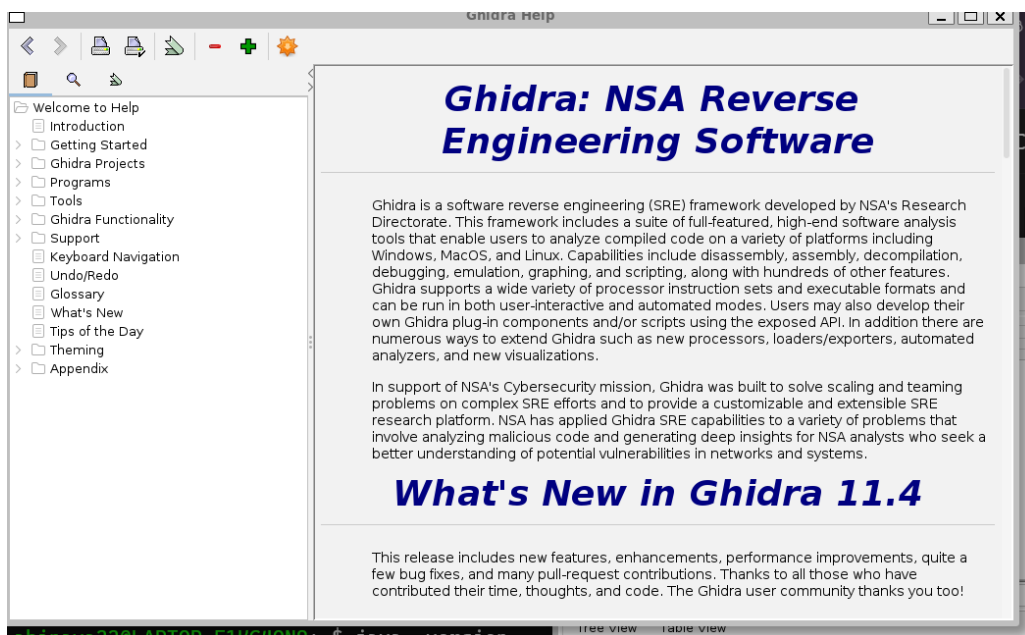 Ghidra Help
Welcome to Help
Introduction
Getting Started
Ghidra Projects
Programs
Tools
Ghidra Functionality
Support
Keyboard Navigation
Undo/Redo
Glossary
What's New
Tips of the Day
Theming
Appendix
Ghidra: NSA Reverse
Engineering Software
Ghidra is a software reverse engineering (SRE) framework developed by NSA's Research
Directorate. This framework includes a suite of full-featured, high-end software analysis
tools that enable users to analyze compiled code on a variety of platforms including
Windows, MacOS, and Linux. Capabilities include disassembly, assembly, decompilation,
debugging, emulation, graphing, and scripting, along with hundreds of other features.
Ghidra supports a wide variety of processor instruction sets and executable formats and
can be run in both user-interactive and automated modes. Users may also develop their
own Ghidra plug-in components and/or scripts using the exposed API. In addition there are
numerous ways to extend Ghidra such as new processors, loaders/exporters, automated
analyzers, and new visualizations.
In support of NSA's Cybersecurity mission, Ghidra was built to solve scaling and teaming
problems on complex SRE efforts and to provide a customizable and extensible SRE
research platform. NSA has applied Ghidra SRE capabilities to a variety of problems that
involve analyzing malicious code and generating deep insights for NSA analysts who seek a
better understanding of potential vulnerabilities in networks and systems.
What's New in Ghidra 11.4
This release includes new features, enhancements, performance improvements, quite a
few bug fixes, and many pull-request contributions. Thanks to all those who have
contributed their time, thoughts, and code. The Ghidra user community thanks you too!
Tree View Table View